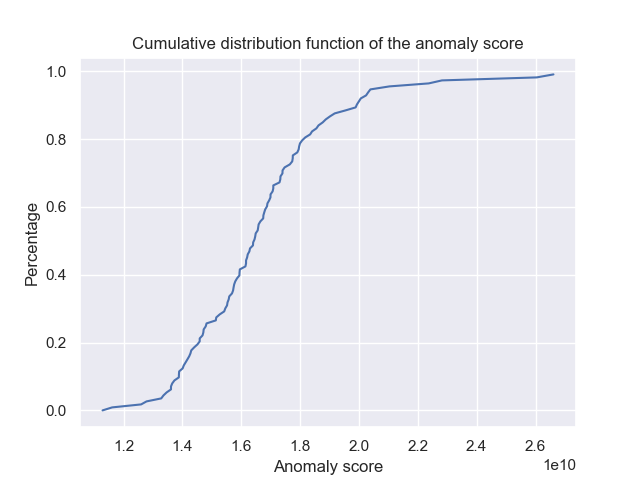 Cumulative distribution function of the anomaly score
1.0
0.8
0.6
0.4
0.2
0.0
Percentage
1.2 1.4 1.6 1.8 2.0 2.2 2.4 2.6
1e10
Anomaly score